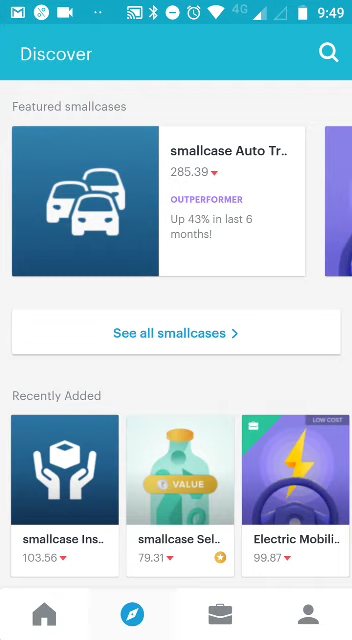 4G 9:49
Discover
Featured smallcases
smallcase Auto Tr..
285.39
OUTPERFORMER
Up 43% in last 6
months!
See all smallcases
Recently Added
LOW COST
VALUE
smallcase Ins.. smallcase Sel.. Electric Mobili..
103.56 79.31 99.87